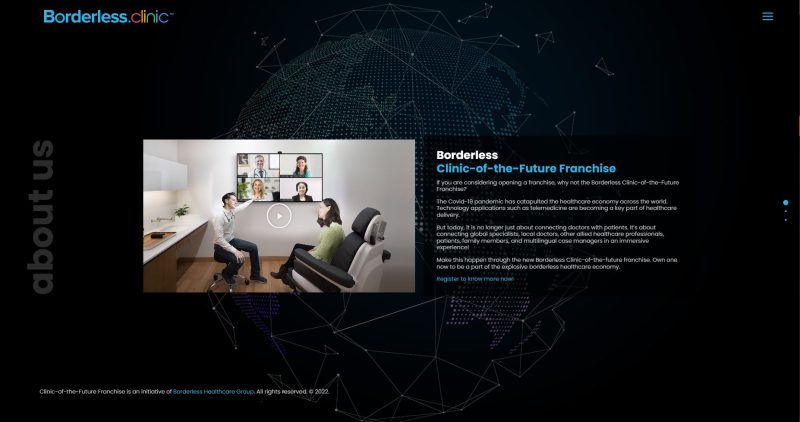 Borderless.clinic™
about us
Borderless
Clinic-of-the-Future Franchise
If you are considering opening a franchise, why not the Borderless Clinic-of-the-Future
Franchise?
The Covid-19 pandemic has catapulted the healthcare economy across the world.
Technology applications such as telemedicine are becoming a key part of healthcare
delivery.
But today, it is no longer just about connecting doctors with patients. It's about
connecting global specialists, local doctors, other allied healthcare professionals,
patients, family members, and multilingual case managers in an immersive
experience!
Make this happen through the new Borderless Clinic-of-the-future franchise. Own one
now to be a part of the explosive borderless healthcare economy.
Register to know more now!
Clinic-of-the-Future Franchise is an initiative of Borderless Healthcare Group. All rights Reserved. © 2022.